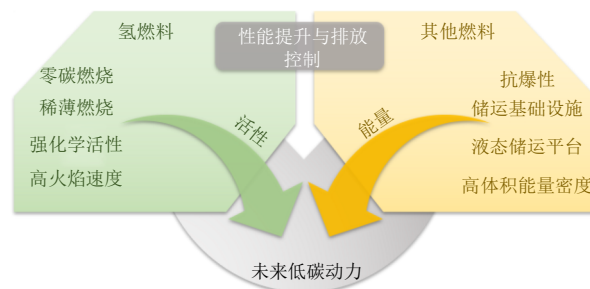 氢燃料
零碳燃烧
稀薄燃烧
强化学活性
高火焰速度
活性
性能提升与排放
控制
其他燃料
抗爆性
储运基础设施
液态储运平台
高体积能量密度
能量
未来低碳动力